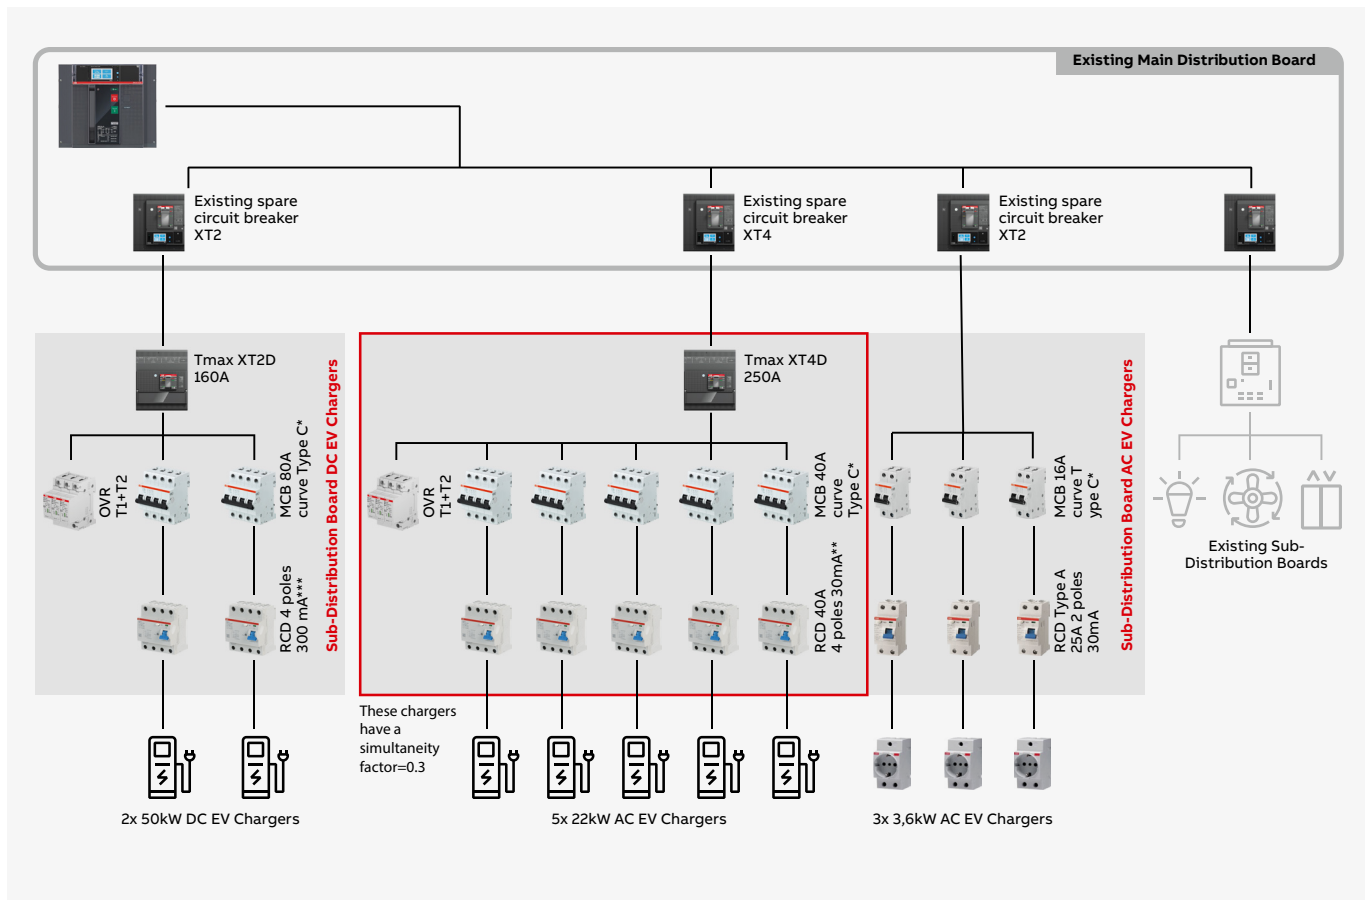 Existing Main Distribution Board
Existing spare
circuit breaker
XT2
Existing spare
circuit breaker
XT4
Existing spare
circuit breaker
XT2
Tmax XT2D
160A
OVR
T1+T2
MCB 80A
curve Type C*
RCD 4 poles
300 mA***
Sub-Distribution Board DC EV Chargers
Tmax XT4D
250A
OVR
T1+T2
MCB 40A
curve
Type C*
RCD 40A
4 poles 30mA**
MCB 16A
curve T
ype C*
RCD Type A
25A 2 poles
30mA
Sub-Distribution Board AC EV Chargers
Existing Sub-
Distribution Boards
These chargers
have a
simultaneity
factor=0.3
2x 50kW DC EV Chargers
5x 22kW AC EV Chargers
3x 3,6kW AC EV Chargers